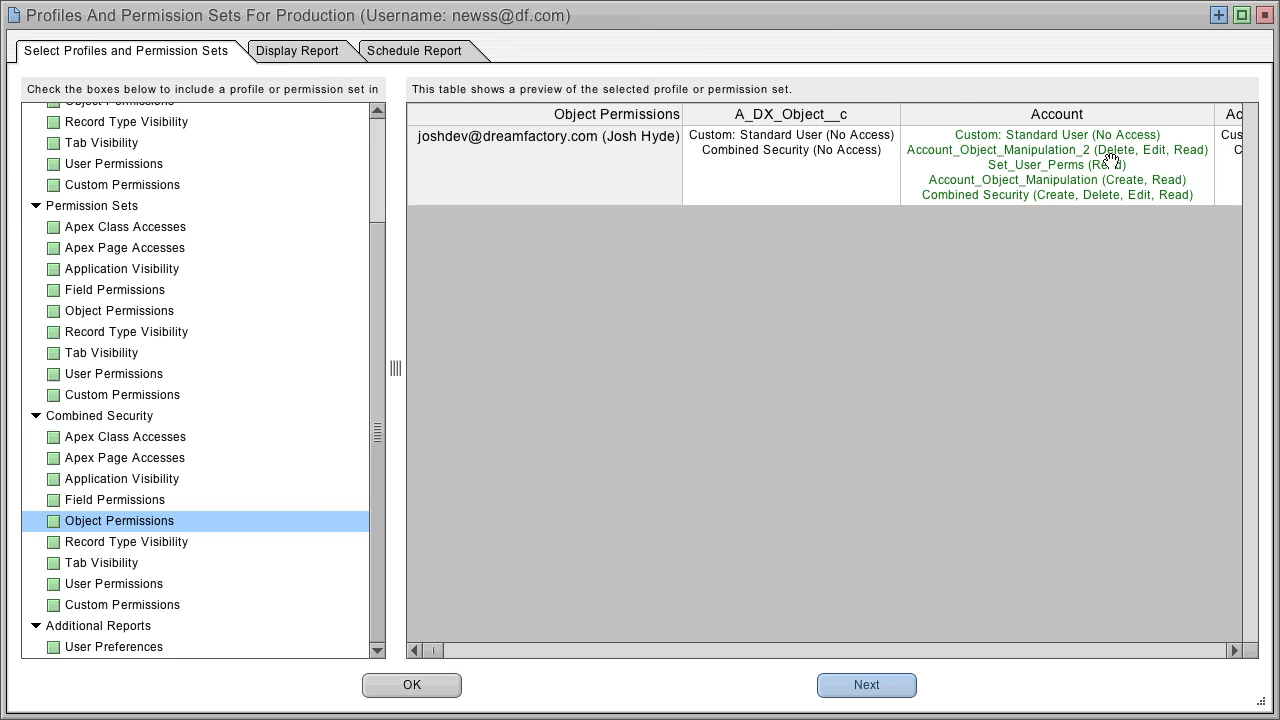 Profiles And Permission Sets For Production (Username: newss@df.com)
Select Profiles and Permission Sets
Display Report
Schedule Report
Check the boxes below to include a profile or permission set in
This table shows a preview of the selected profile or permission set.
Object Permissions
Record Type Visibility
Tab Visibility
User Permissions
Custom Permissions
Permission Sets
Apex Class Accesses
Apex Page Accesses
Application Visibility
Field Permissions
Object Permissions
Record Type Visibility
Tab Visibility
User Permissions
Custom Permissions
Combined Security
Apex Class Accesses
Apex Page Accesses
Application Visibility
Field Permissions
Object Permissions
Record Type Visibility
Tab Visibility
User Permissions
Custom Permissions
Additional Reports
User Preferences
Object Permissions
A_DX_Object__c
Account
Ac
joshdev@dreamfactory.com (Josh Hyde)
Custom: Standard User (No Access)
Combined Security (No Access)
Custom: Standard User (No Access)
Account_Object_Manipulation_2 (Delete, Edit, Read)
Set_User_Perms (Read)
Account_Object_Manipulation (Create, Read)
Combined Security (Create, Delete, Edit, Read)
Cus
C
OK
Next